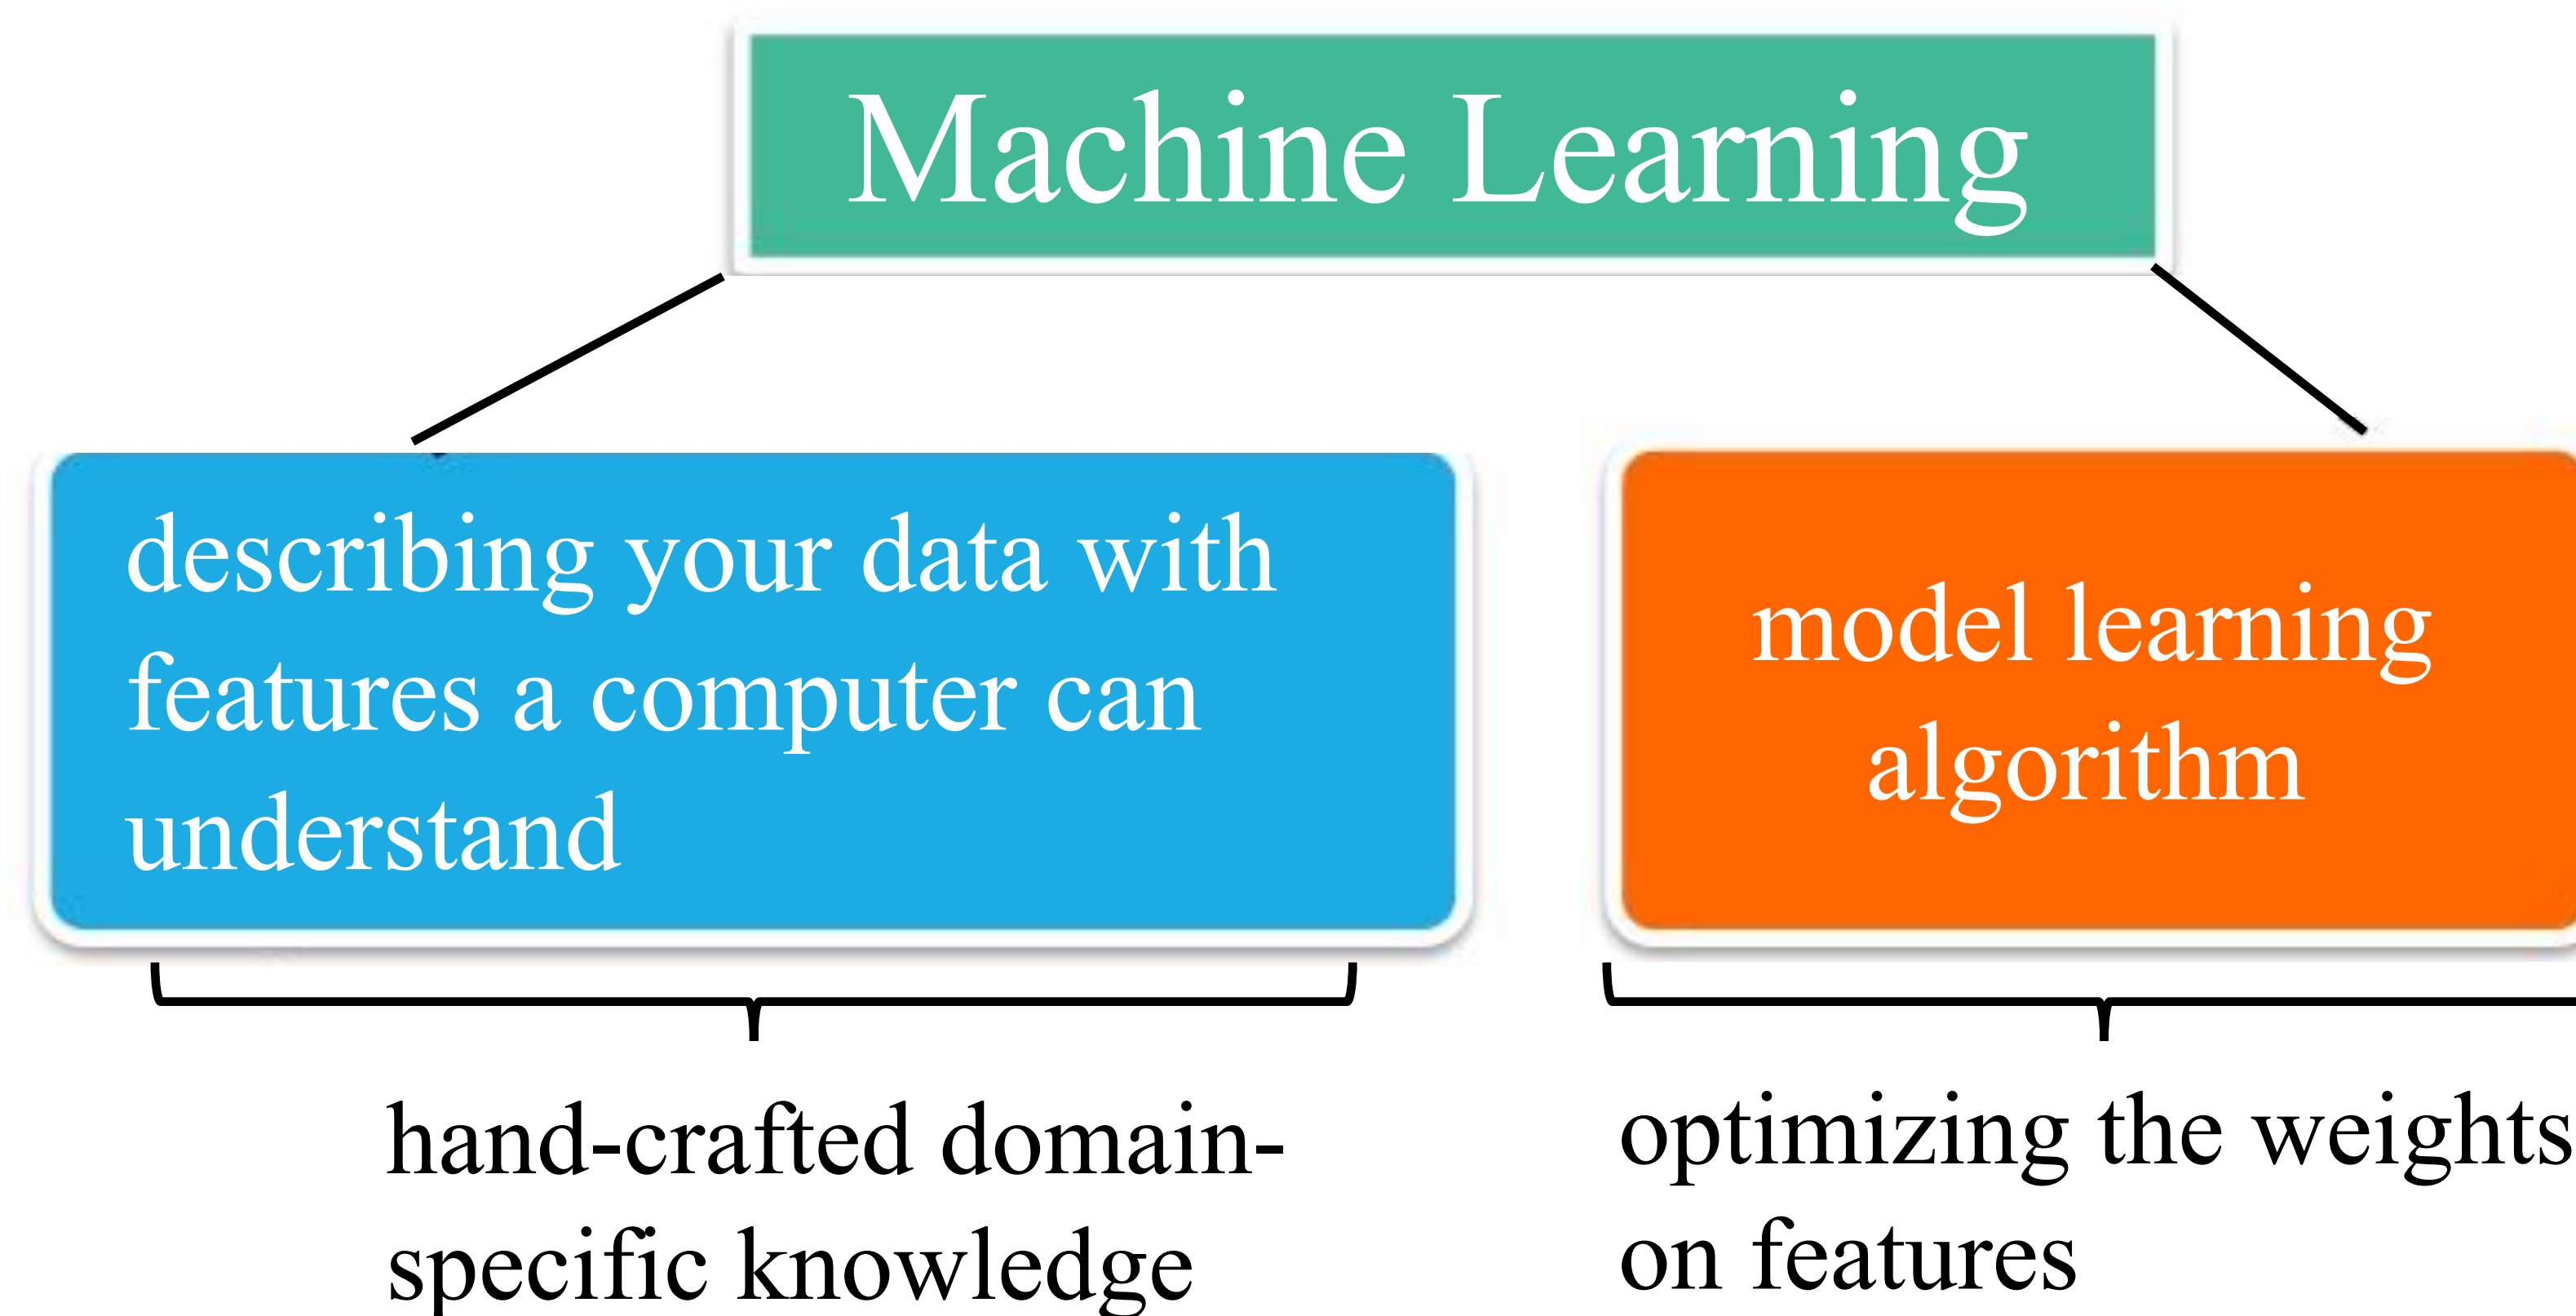 Machine Learning
describing your data with
features a computer can
understand
model learning
algorithm
hand-crafted domain-
specific knowledge
optimizing the weights
on features